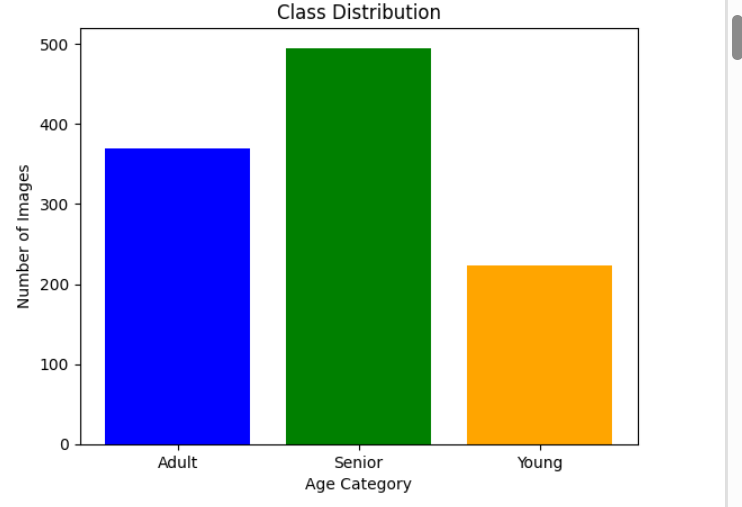 Class Distribution
500
400
300
200
100
0
Number of Images
Adult
Senior
Young
Age Category